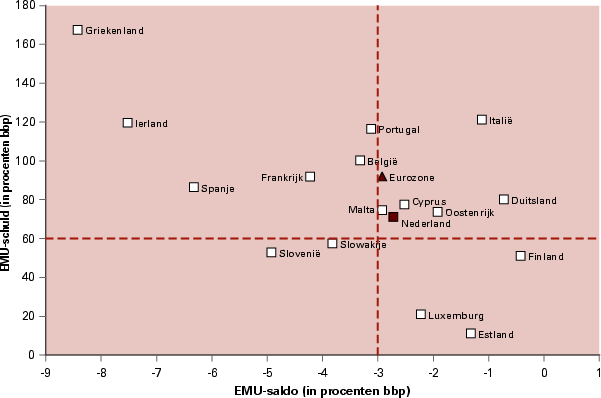 180
160
140
120
100
80
60
40
20
0
EMU-schuld (in procenten bbp)
Griekenland
Ierland
Italië
Portugal
België
Frankrijk
Eurozone
Spanje
Cyprus
Duitsland
Malta
Oostenrijk
Nederland
Slowakije
Slovenië
Finland
Luxemburg
Estland
-9 -8 -7 -6 -5 -4 -3 -2 -1 0 1
EMU-saldo (in procenten bbp)